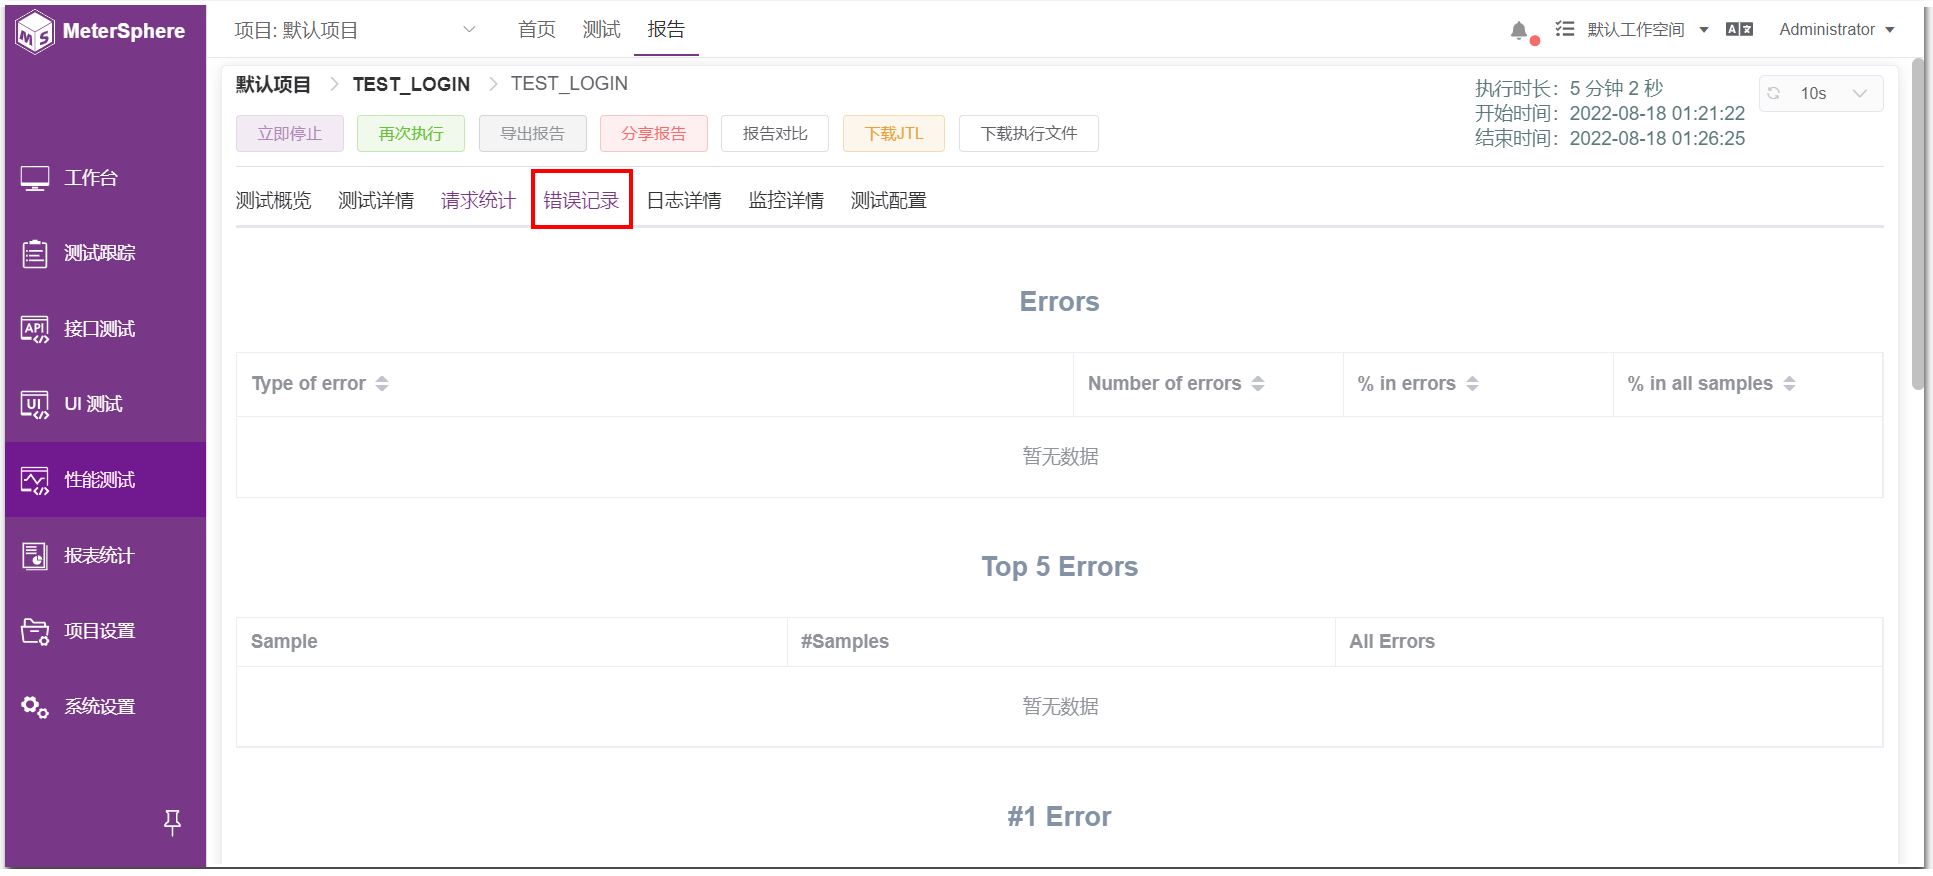 MeterSphere
项目: 默认项目
首页 测试 报告
默认工作空间
Administrator
默认项目 TEST_LOGIN TEST_LOGIN
执行时长： 5 分钟 2 秒
开始时间： 2022-08-18 01:21:22
结束时间： 2022-08-18 01:26:25
10s
立即停止 再次执行 导出报告 分享报告 报告对比 下载JTL 下载执行文件
测试概览 测试详情 请求统计 错误记录 日志详情 监控详情 测试配置
工作台
测试跟踪
接口测试
UI 测试
性能测试
报表统计
项目设置
系统设置
Errors
Type of error Number of errors % in errors % in all samples
暂无数据
Top 5 Errors
Sample #Samples All Errors
暂无数据
#1 Error